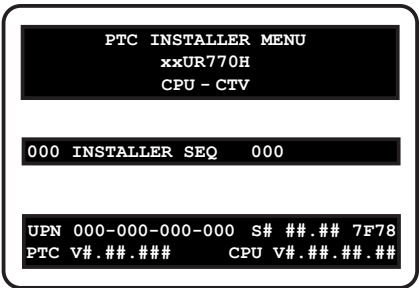 PTC INSTALLER MENU
xxUR770H
CPU – CTV
000 INSTALLER SEQ 000
UPN 000-000-000-000 S# ##.## 7F78
PTC V#.##.### CPU V#.##.##.##